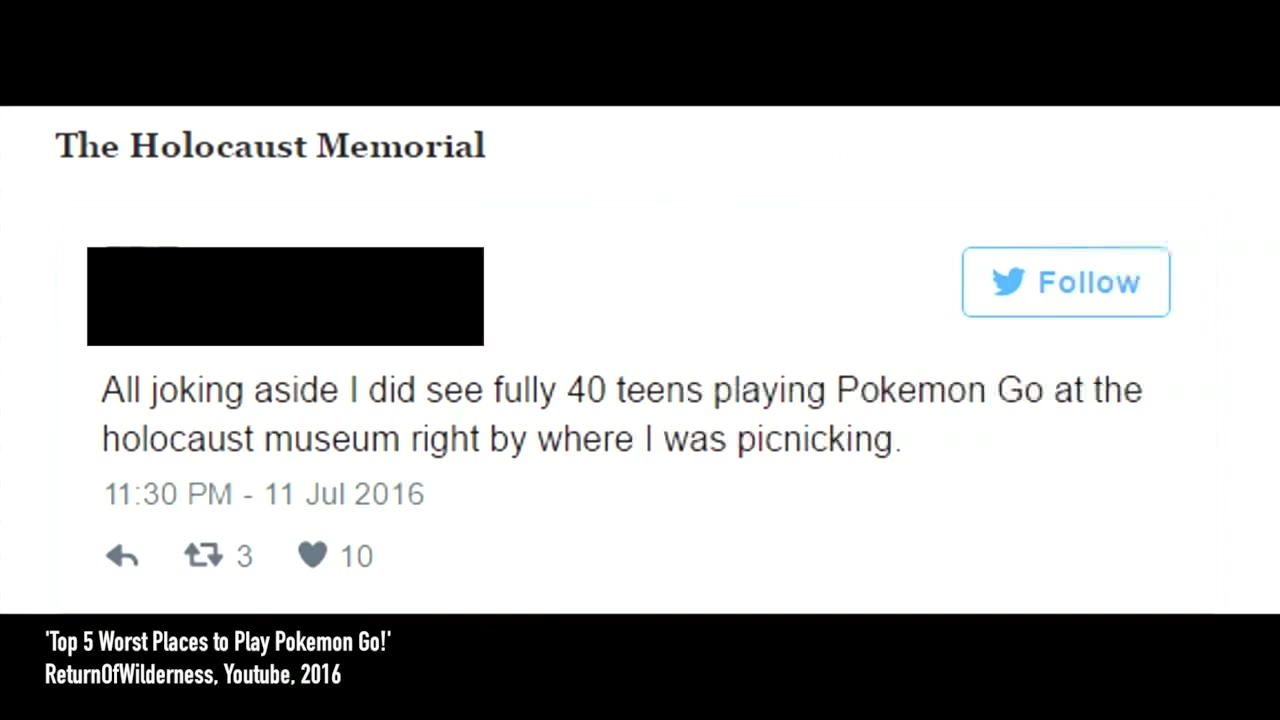 The Holocaust Memorial
Follow
All joking aside I did see fully 40 teens playing Pokemon Go at the
holocaust museum right by where I was picnicking.
11:30 PM - 11 Jul 2016
3 10
'Top 5 Worst Places to Play Pokemon Go!'
ReturnOfWilderness, Youtube, 2016